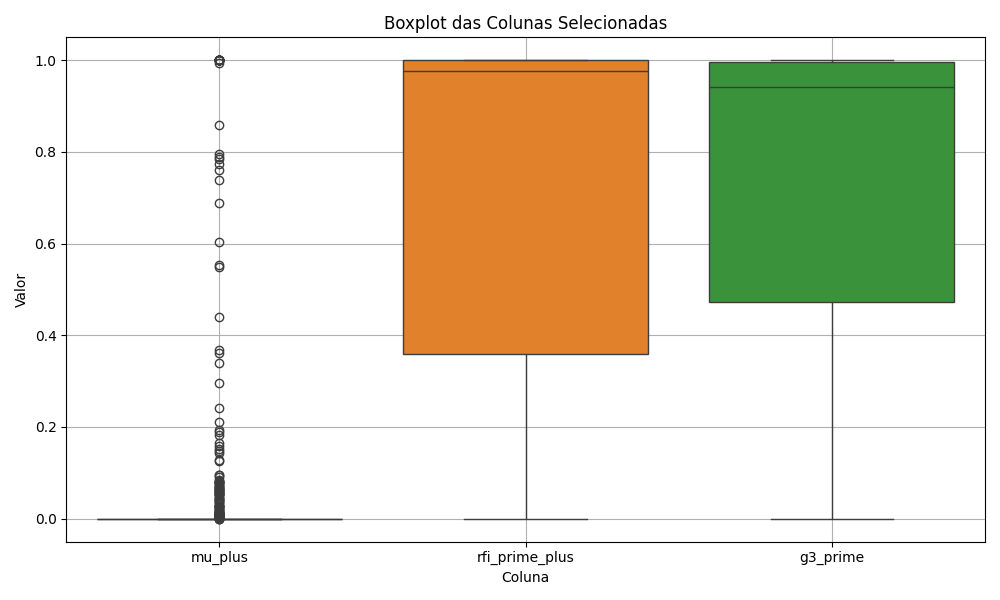 Boxplot das Colunas Selecionadas
1.0
0.8
0.6
0.4
0.2
0.0
Valor
mu_plus
rfi_prime_plus
g3_prime
Coluna